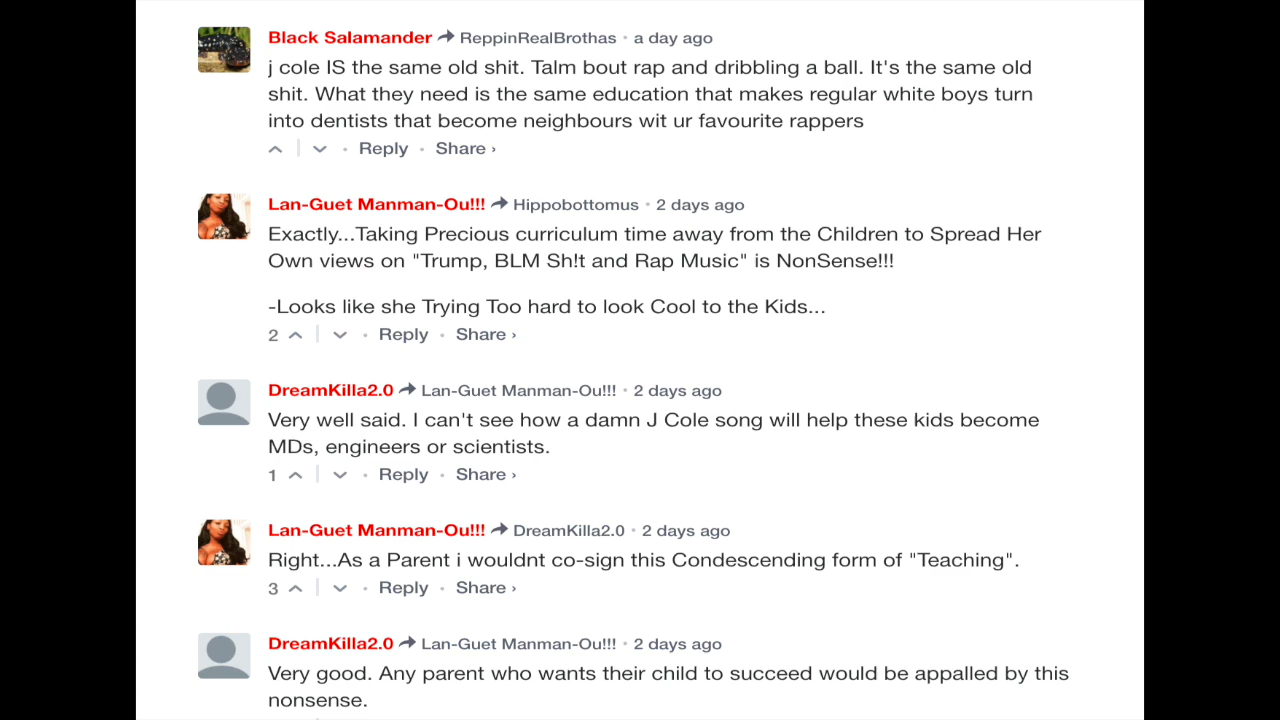 Black Salamander ReppinRealBrothas • a day ago
j cole IS the same old shit. Talm bout rap and dribbling a ball. It's the same old
shit. What they need is the same education that makes regular white boys turn
into dentists that become neighbours wit ur favourite rappers
• Reply • Share ›
Lan-Guet Manman-Ou!!! Hippobottomus • 2 days ago
Exactly...Taking Precious curriculum time away from the Children to Spread Her
Own views on "Trump, BLM Sh!t and Rap Music" is NonSense!!!
-Looks like she Trying Too hard to look Cool to the Kids...
2 • Reply • Share ›
DreamKilla2.0 Lan-Guet Manman-Ou!!! • 2 days ago
Very well said. I can't see how a damn J Cole song will help these kids become
MDs, engineers or scientists.
1 • Reply • Share ›
Lan-Guet Manman-Ou!!! DreamKilla2.0 • 2 days ago
Right...As a Parent i wouldnt co-sign this Condescending form of "Teaching".
3 • Reply • Share ›
DreamKilla2.0 Lan-Guet Manman-Ou!!! • 2 days ago
Very good. Any parent who wants their child to succeed would be appalled by this
nonsense.